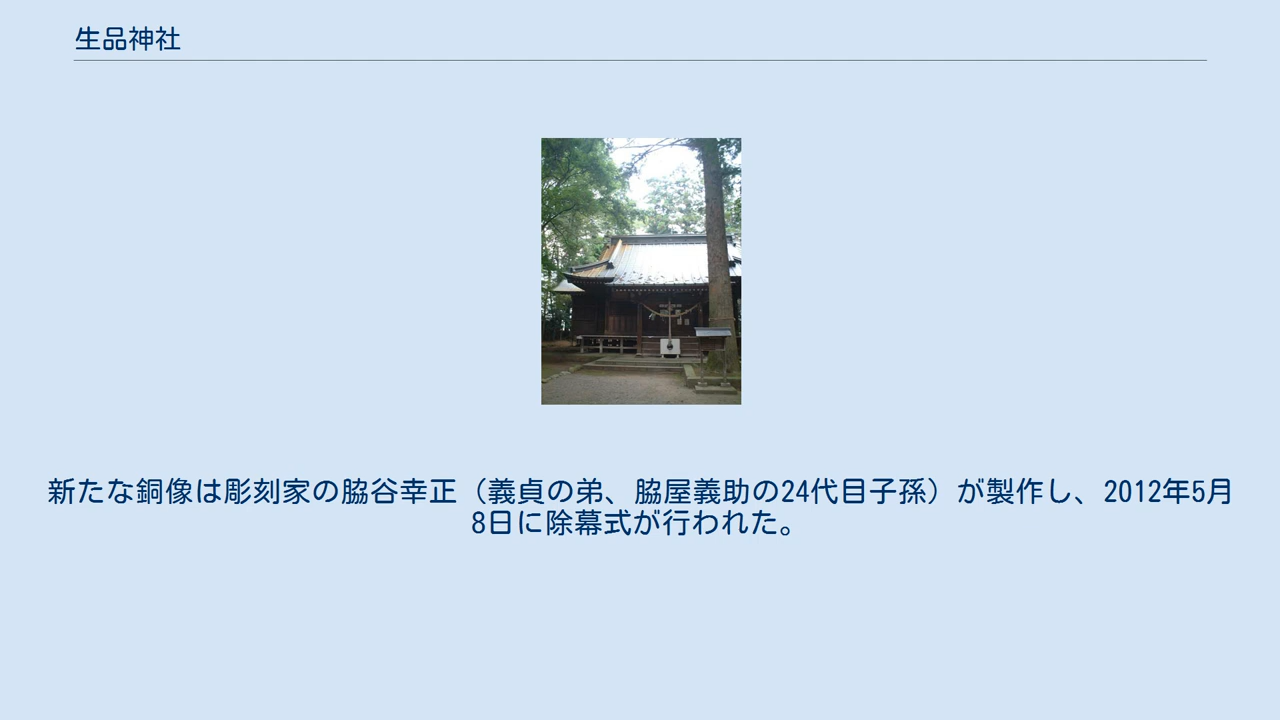 生品神社
新たな銅像は彫刻家の脇谷幸正（義貞の弟、脇屋義助の24代目子孫）が製作し、2012年5月
8日に除幕式が行われた。